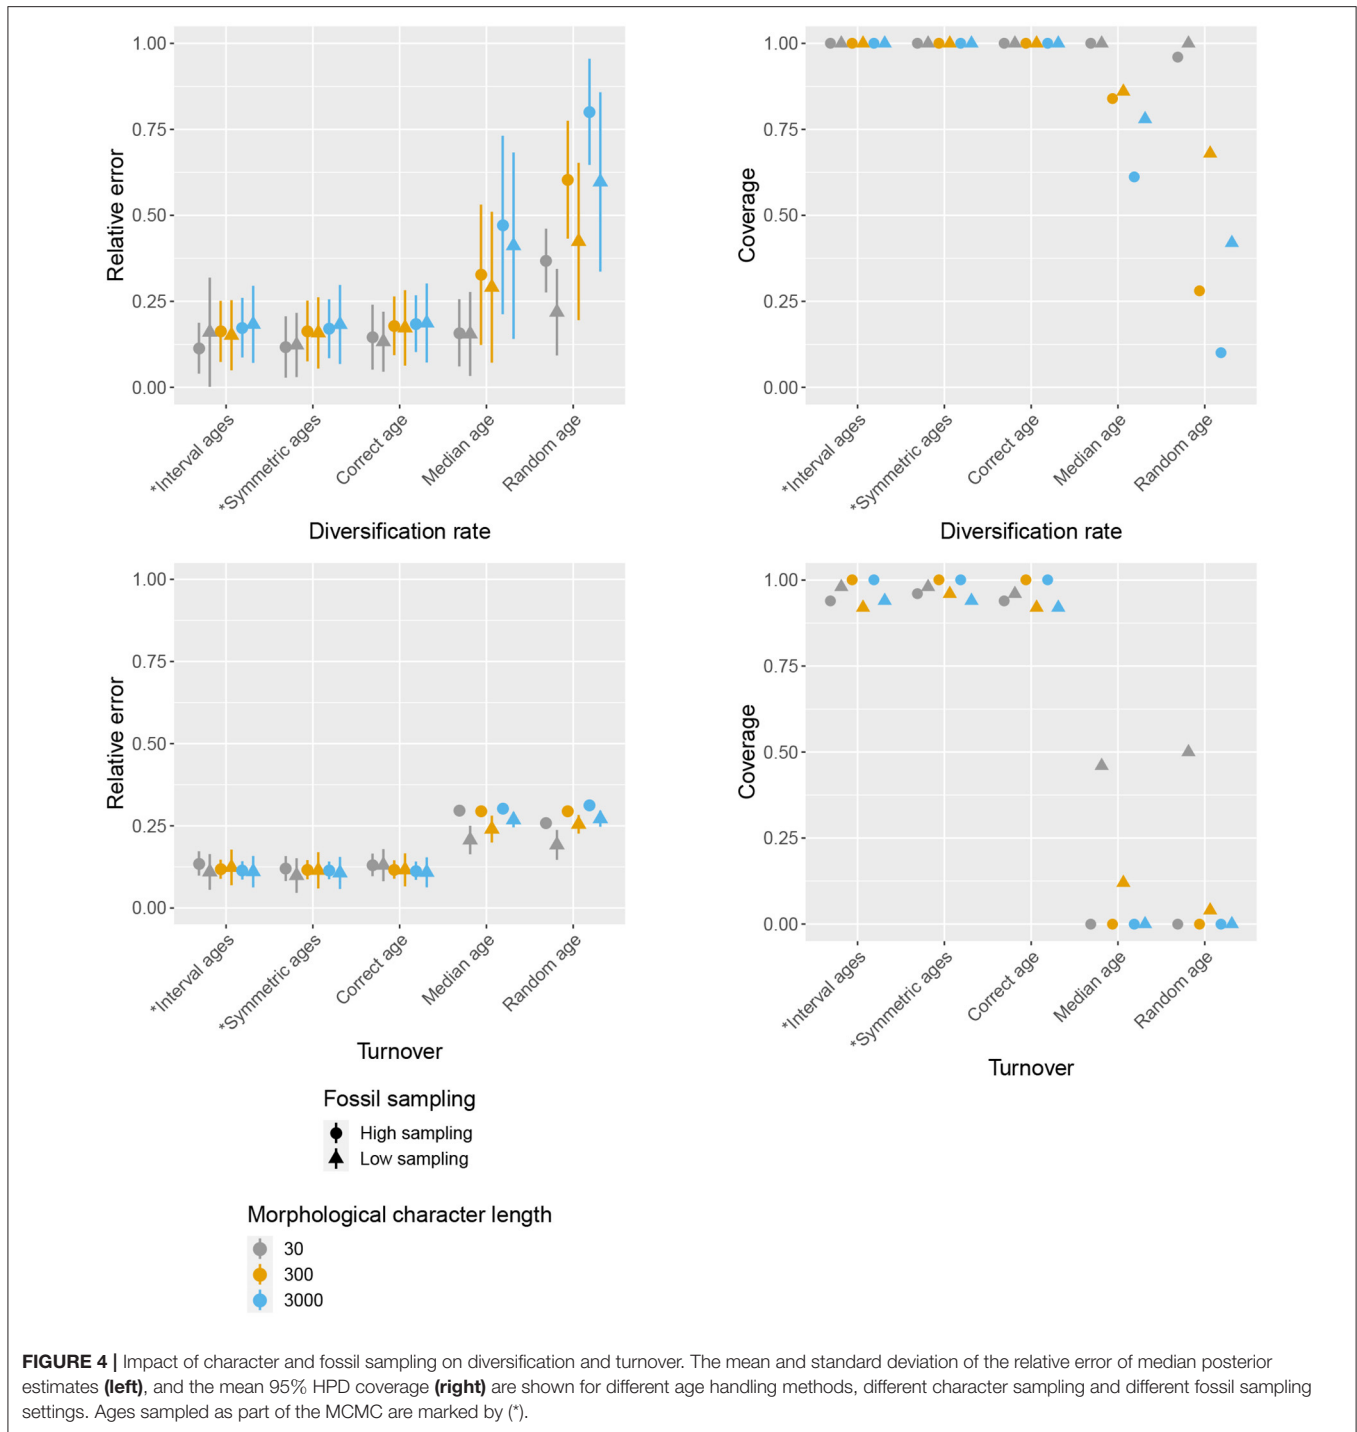 1.00
0.75
0.50
0.25
0.00
Relative error
*Interval ages
*Symmetric ages
Correct age
Median age
Random age
Diversification rate
1.00
0.75
0.50
0.25
0.00
Coverage
*Interval ages
*Symmetric ages
Correct age
Median age
Random age
Diversification rate
1.00
0.75
0.50
0.25
0.00
Relative error
*Interval ages
*Symmetric ages
Correct age
Median age
Random age
Turnover
1.00
0.75
0.50
0.25
0.00
Coverage
*Interval ages
*Symmetric ages
Correct age
Median age
Random age
Turnover
Fossil sampling
High sampling
Low sampling
Morphological character length
30
300
3000
FIGURE 4 | Impact of character and fossil sampling on diversification and turnover. The mean and standard deviation of the relative error of median posterior
estimates (left), and the mean 95% HPD coverage (right) are shown for different age handling methods, different character sampling and different fossil sampling
settings. Ages sampled as part of the MCMC are marked by (*).